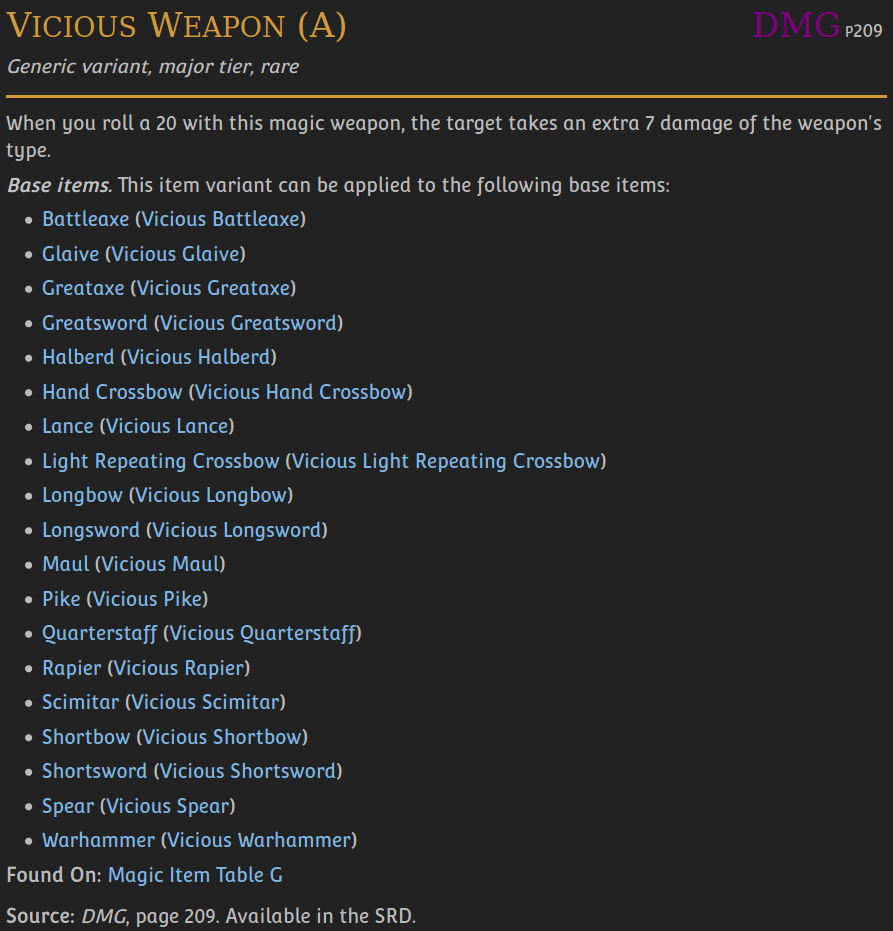 Vicious Weapon (A) DMG P209
Generic variant, major tier, rare
When you roll a 20 with this magic weapon, the target takes an extra 7 damage of the weapon's
type.
Base items. This item variant can be applied to the following base items:
• Battleaxe (Vicious Battleaxe)
• Glaive (Vicious Glaive)
• Greataxe (Vicious Greataxe)
• Greatsword (Vicious Greatsword)
• Halberd (Vicious Halberd)
• Hand Crossbow (Vicious Hand Crossbow)
• Lance (Vicious Lance)
• Light Repeating Crossbow (Vicious Light Repeating Crossbow)
• Longbow (Vicious Longbow)
• Longsword (Vicious Longsword)
• Maul (Vicious Maul)
• Pike (Vicious Pike)
• Quarterstaff (Vicious Quarterstaff)
• Rapier (Vicious Rapier)
• Scimitar (Vicious Scimitar)
• Shortbow (Vicious Shortbow)
• Shortsword (Vicious Shortsword)
• Spear (Vicious Spear)
• Warhammer (Vicious Warhammer)
Found On: Magic Item Table G
Source: DMG, page 209. Available in the SRD.